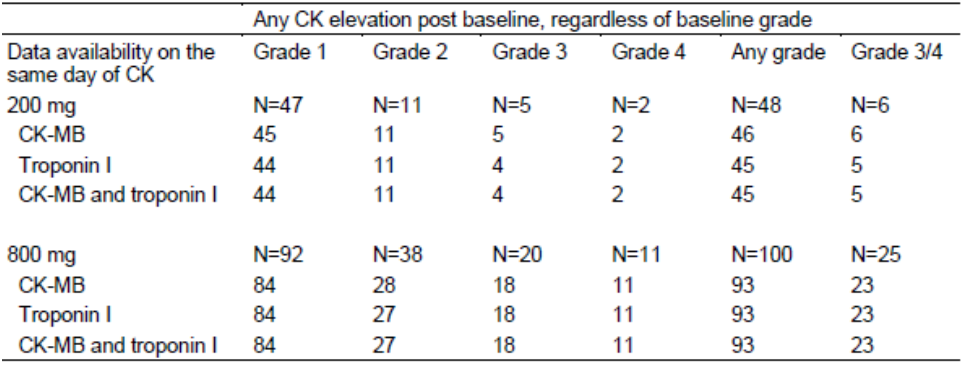 Any CK elevation post baseline, regardless of baseline grade
Data availability on the same day of CK Grade 1 Grade 2 Grade 3 Grade 4 Any grade Grade 3/4
200 mg N=47 N=11 N=5 N=2 N=48 N=6
CK-MB 45 11 5 2 46 6
Troponin I 44 11 4 2 45 5
CK-MB and troponin I 44 11 4 2 45 5
800 mg N=92 N=38 N=20 N=11 N=100 N=25
CK-MB 84 28 18 11 93 23
Troponin I 84 27 18 11 93 23
CK-MB and troponin I 84 27 18 11 93 23